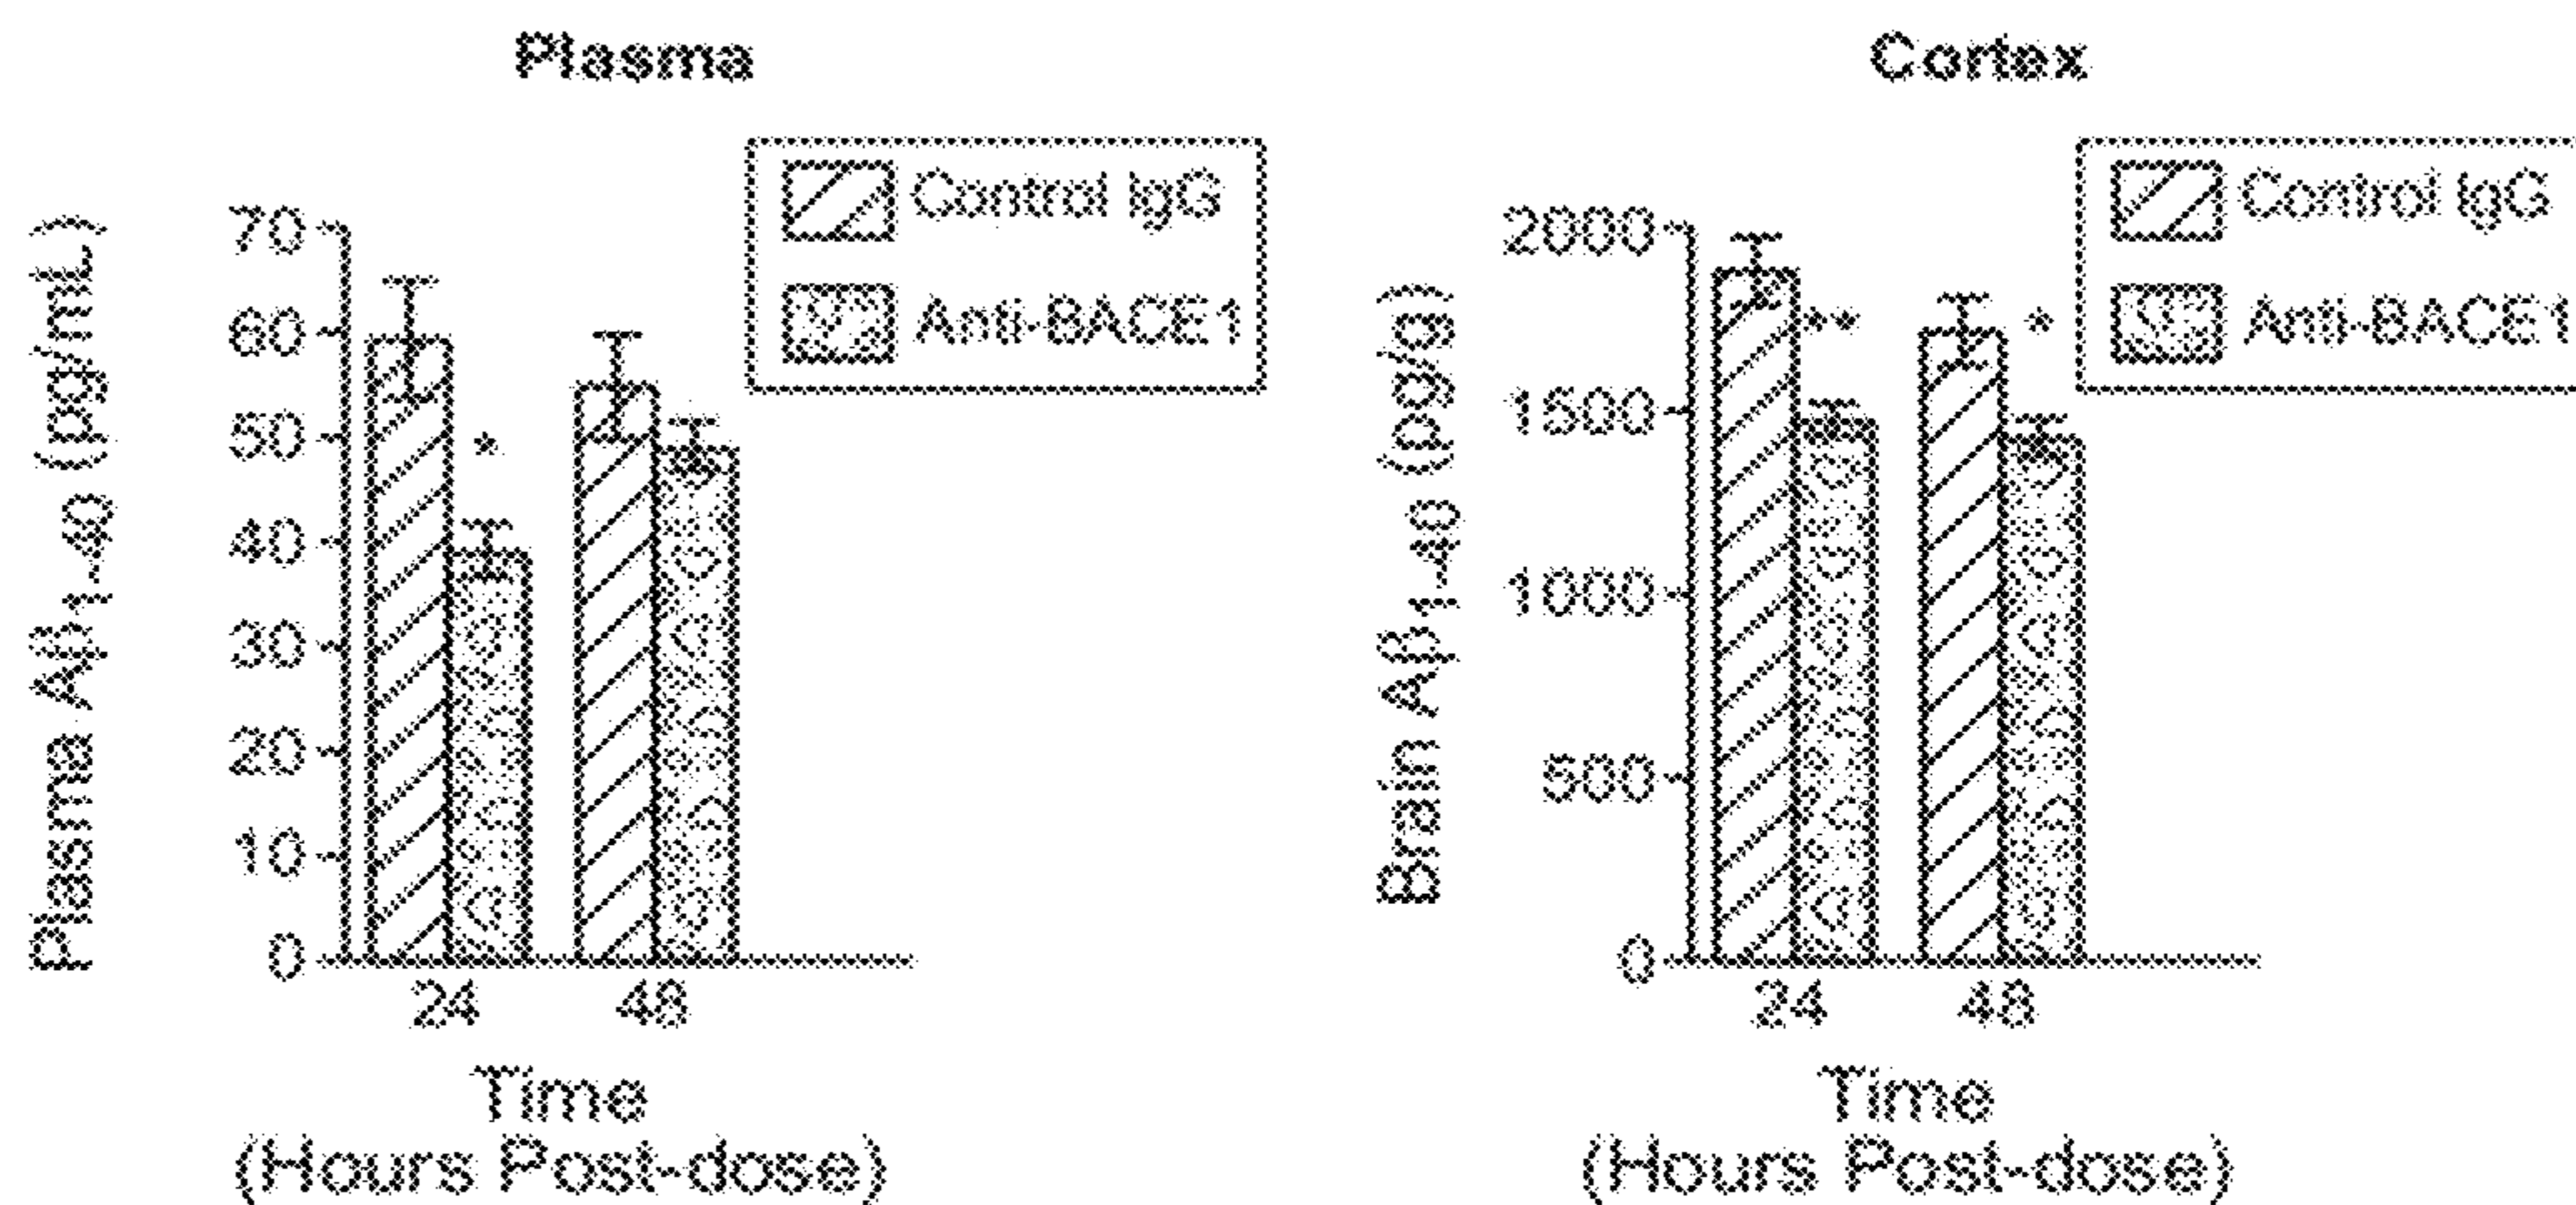 Plasma
Control IgG
Anti-BACE1
Plasma Aβ1-40 (pg/mL)
70
60
50
40
30
20
10
0
*
24
48
Time
(Hours Post-dose)
Cortex
Control IgG
Anti-BACE1
Brain Aβ1-40 (pg/g)
2000
1500
1000
500
0
**
*
24
48
Time
(Hours Post-dose)